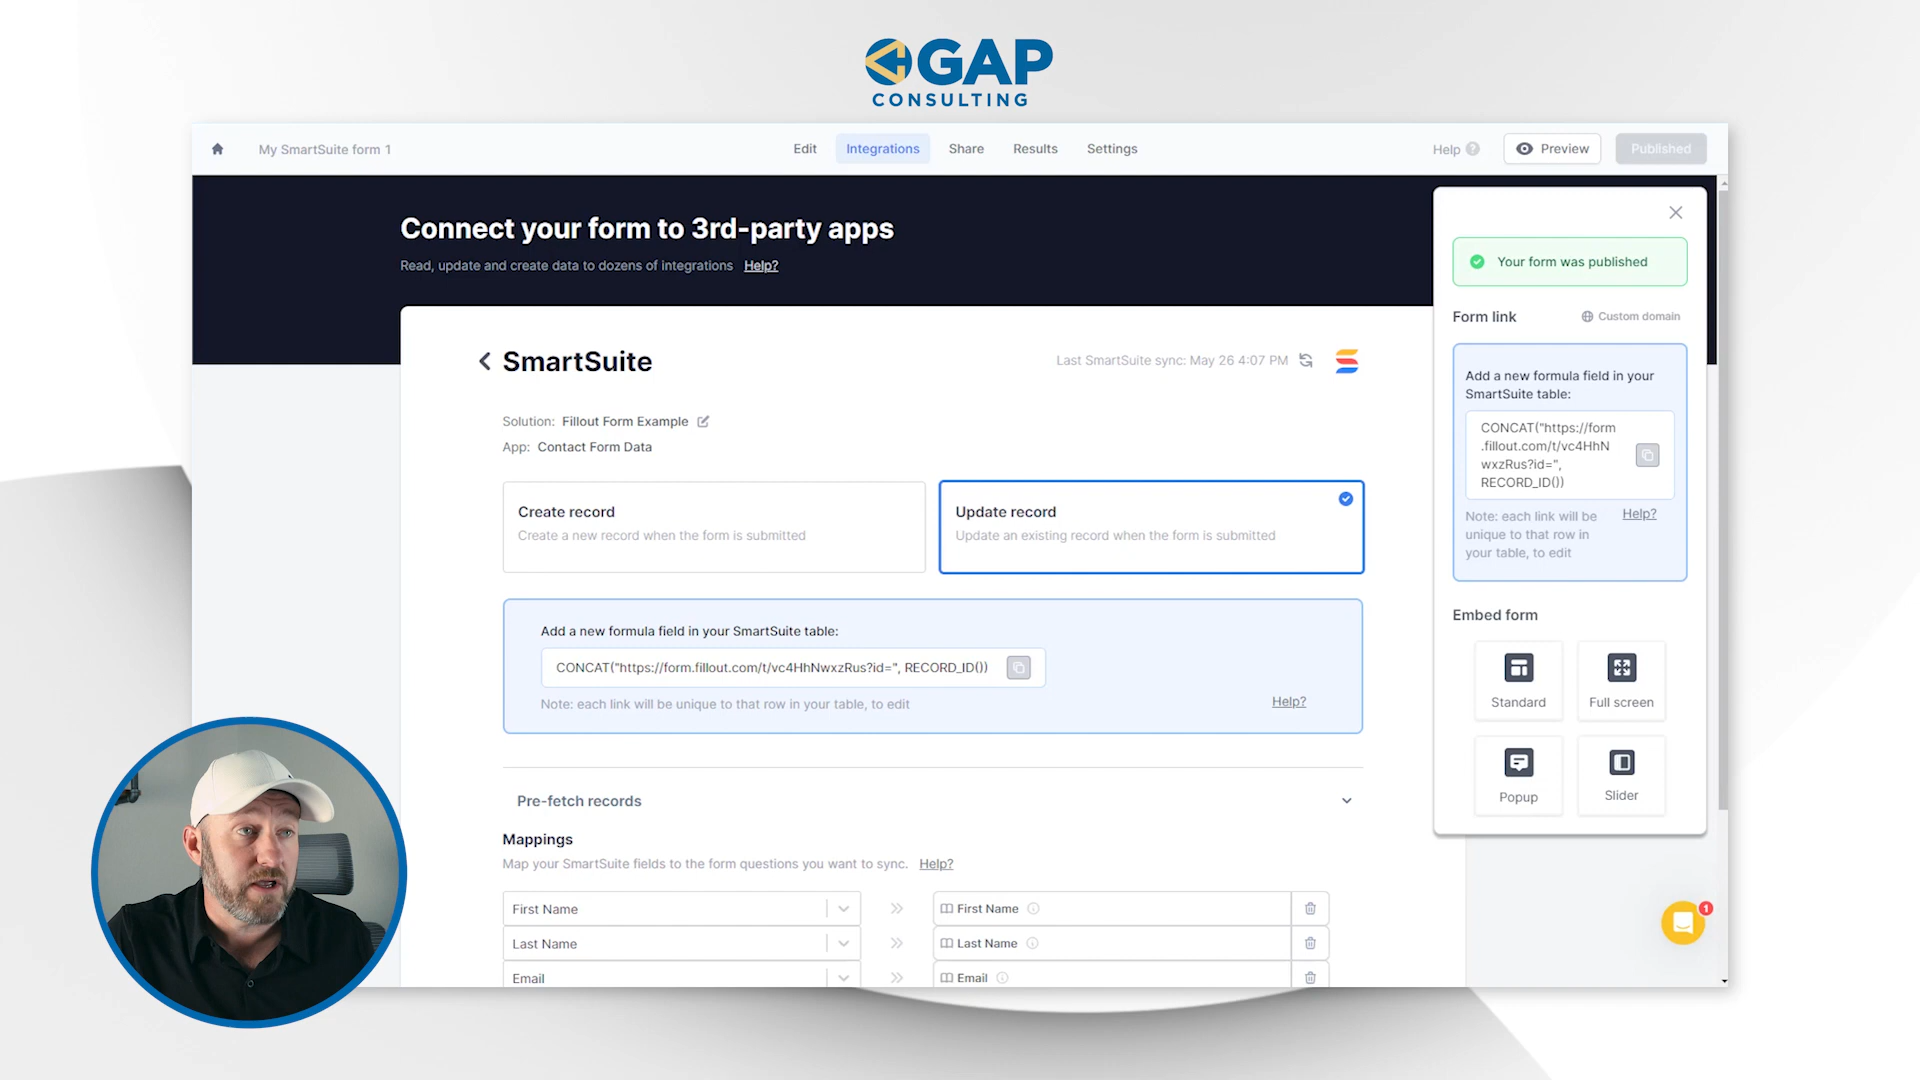 GAP
CONSULTING
My SmartSuite form 1
Edit
Integrations
Share
Results
Settings
Help
Preview
Published
Connect your form to 3rd-party apps
Read, update and create data to dozens of integrations Help?
SmartSuite
Last SmartSuite sync: May 26 4:07 PM
Solution: Fillout Form Example
App: Contact Form Data
Create record
Create a new record when the form is submitted
Update record
Update an existing record when the form is submitted
Add a new formula field in your SmartSuite table:
CONCAT("https://form.fillout.com/t/vc4HhNwxzRus?id=", RECORD_ID())
Note: each link will be unique to that row in your table, to edit
Help?
Pre-fetch records
Mappings
Map your SmartSuite fields to the form questions you want to sync. Help?
First Name
First Name
Last Name
Last Name
Email
Email
Your form was published
Form link
Custom domain
Add a new formula field in your
SmartSuite table:
CONCAT("https://form
.fillout.com/t/vc4HhN
wxzRus?id=",
RECORD_ID())
Note: each link will be
unique to that row in
your table, to edit
Help?
Embed form
Standard
Full screen
Popup
Slider
1